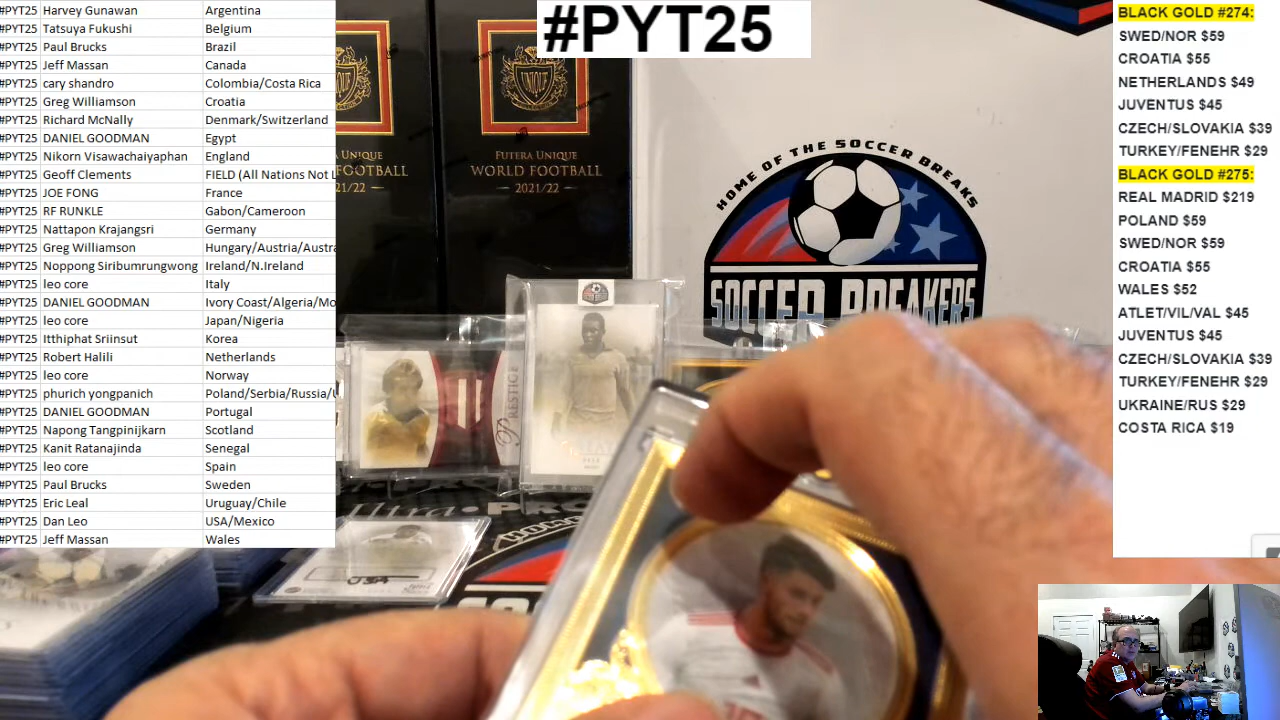 #PYT25 Harvey Gunawan Argentina
#PYT25 Tatsuya Fukushi Belgium
#PYT25 Paul Brucks Brazil
#PYT25 Jeff Massan Canada
#PYT25 cary shandro Colombia/Costa Rica
#PYT25 Greg Williamson Croatia
#PYT25 Richard McNally Denmark/Switzerland
#PYT25 DANIEL GOODMAN Egypt
#PYT25 Nikorn Visawachaiyaphan England
#PYT25 Geoff Clements FIELD (All Nations Not L
#PYT25 JOE FONG France
#PYT25 RF RUNKLE Gabon/Cameroon
#PYT25 Nattapon Krajangsri Germany
#PYT25 Greg Williamson Hungary/Austria/Austra
#PYT25 Noppong Siribumrungwong Ireland/N.Ireland
#PYT25 leo core Italy
#PYT25 DANIEL GOODMAN Ivory Coast/Algeria/Mo
#PYT25 leo core Japan/Nigeria
#PYT25 Itthiphat Sriinsut Korea
#PYT25 Robert Halili Netherlands
#PYT25 leo core Norway
#PYT25 phurich yongpanich Poland/Serbia/Russia/U
#PYT25 DANIEL GOODMAN Portugal
#PYT25 Napong Tangpinijkarn Scotland
#PYT25 Kanit Ratanajinda Senegal
#PYT25 leo core Spain
#PYT25 Paul Brucks Sweden
#PYT25 Eric Leal Uruguay/Chile
#PYT25 Dan Leo USA/Mexico
#PYT25 Jeff Massan Wales
#PYT25
UNIQUE
A UNIQUE
FOOTBALL
21/22
UNIQUE
FUTERA UNIQUE
WORLD FOOTBALL
2021/22
HOME OF THE SOCCER BREAKS
SOCCER BREAKERS
PRESTIGE
Ultra PRO
BLACK GOLD #274:
SWED/NOR $59
CROATIA $55
NETHERLANDS $49
JUVENTUS $45
CZECH/SLOVAKIA $39
TURKEY/FENEHR $29
BLACK GOLD #275:
REAL MADRID $219
POLAND $59
SWED/NOR $59
CROATIA $55
WALES $52
ATLET/VIL/VAL $45
JUVENTUS $45
CZECH/SLOVAKIA $39
TURKEY/FENEHR $29
UKRAINE/RUS $29
COSTA RICA $19